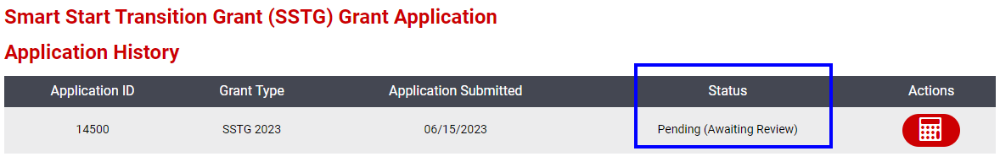 Smart Start Transition Grant (SSTG) Grant Application
Application History
Application ID Grant Type Application Submitted Status Actions
14500 SSTG 2023 06/15/2023 Pending (Awaiting Review)